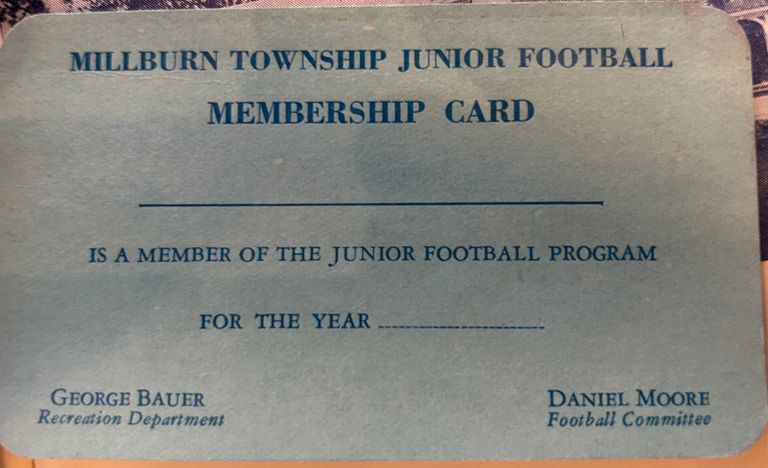 MILLBURN TOWNSHIP JUNIOR FOOTBALL
MEMBERSHIP CARD
IS A MEMBER OF THE JUNIOR FOOTBALL PROGRAM
FOR THE YEAR
GEORGE BAUER
Recreation Department
DANIEL MOORE
Football Committee